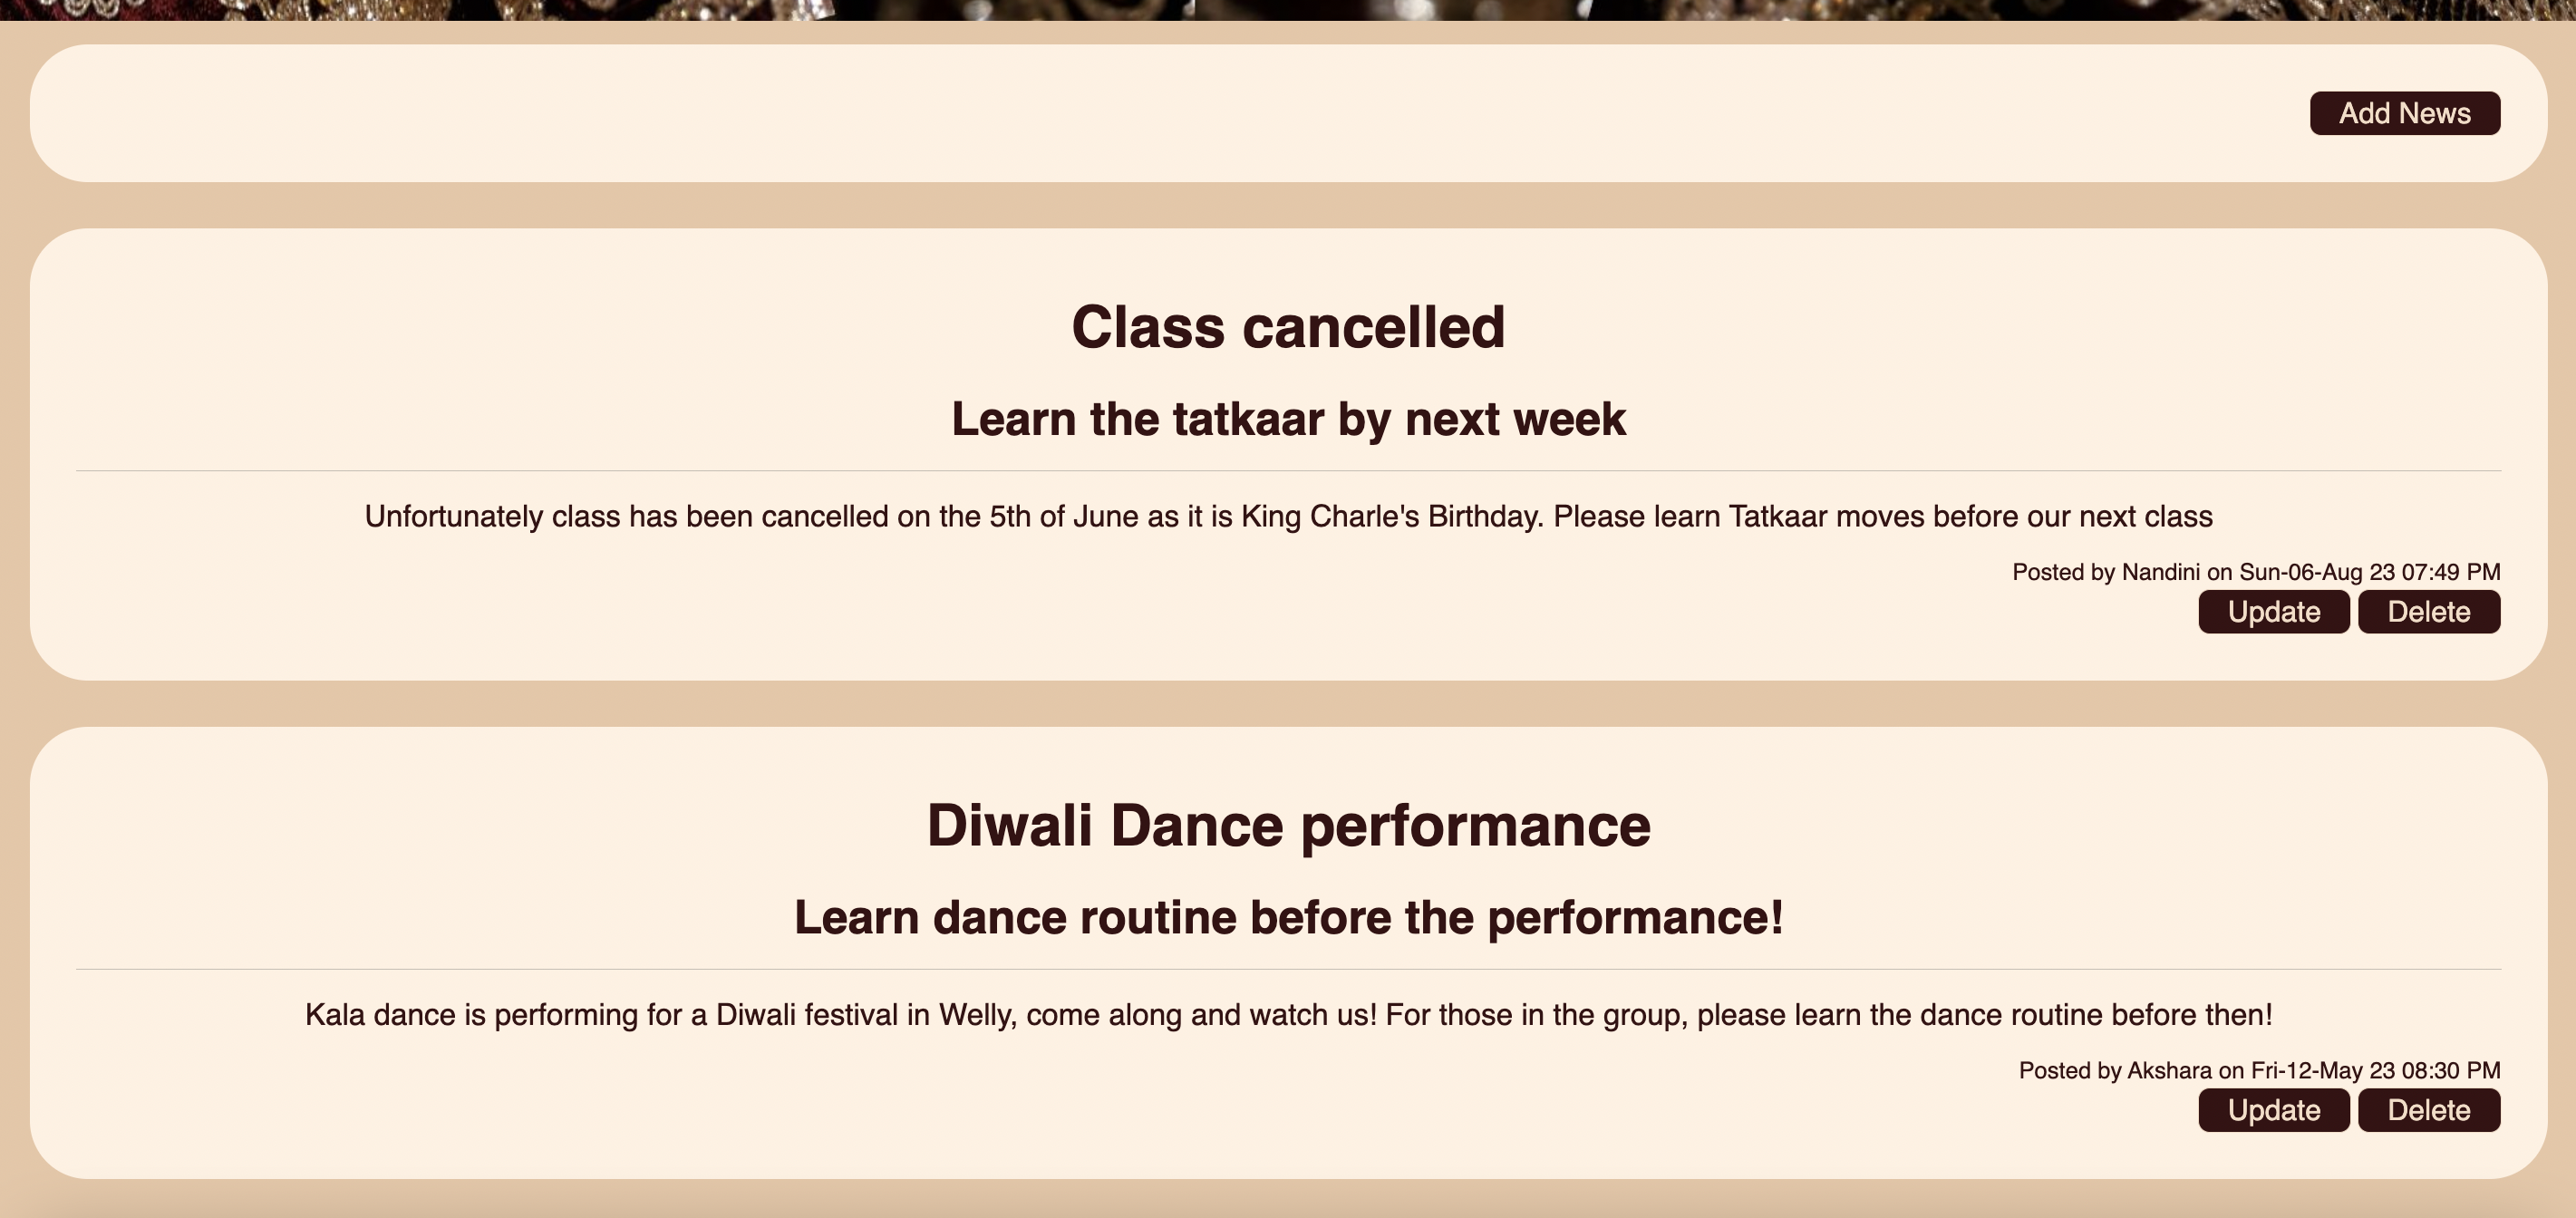 Add News
Class cancelled
Learn the tatkaar by next week
Unfortunately class has been cancelled on the 5th of June as it is King Charle's Birthday. Please learn Tatkaar moves before our next class
Posted by Nandini on Sun-06-Aug 23 07:49 PM
Update Delete
Diwali Dance performance
Learn dance routine before the performance!
Kala dance is performing for a Diwali festival in Welly, come along and watch us! For those in the group, please learn the dance routine before then!
Posted by Akshara on Fri-12-May 23 08:30 PM
Update Delete